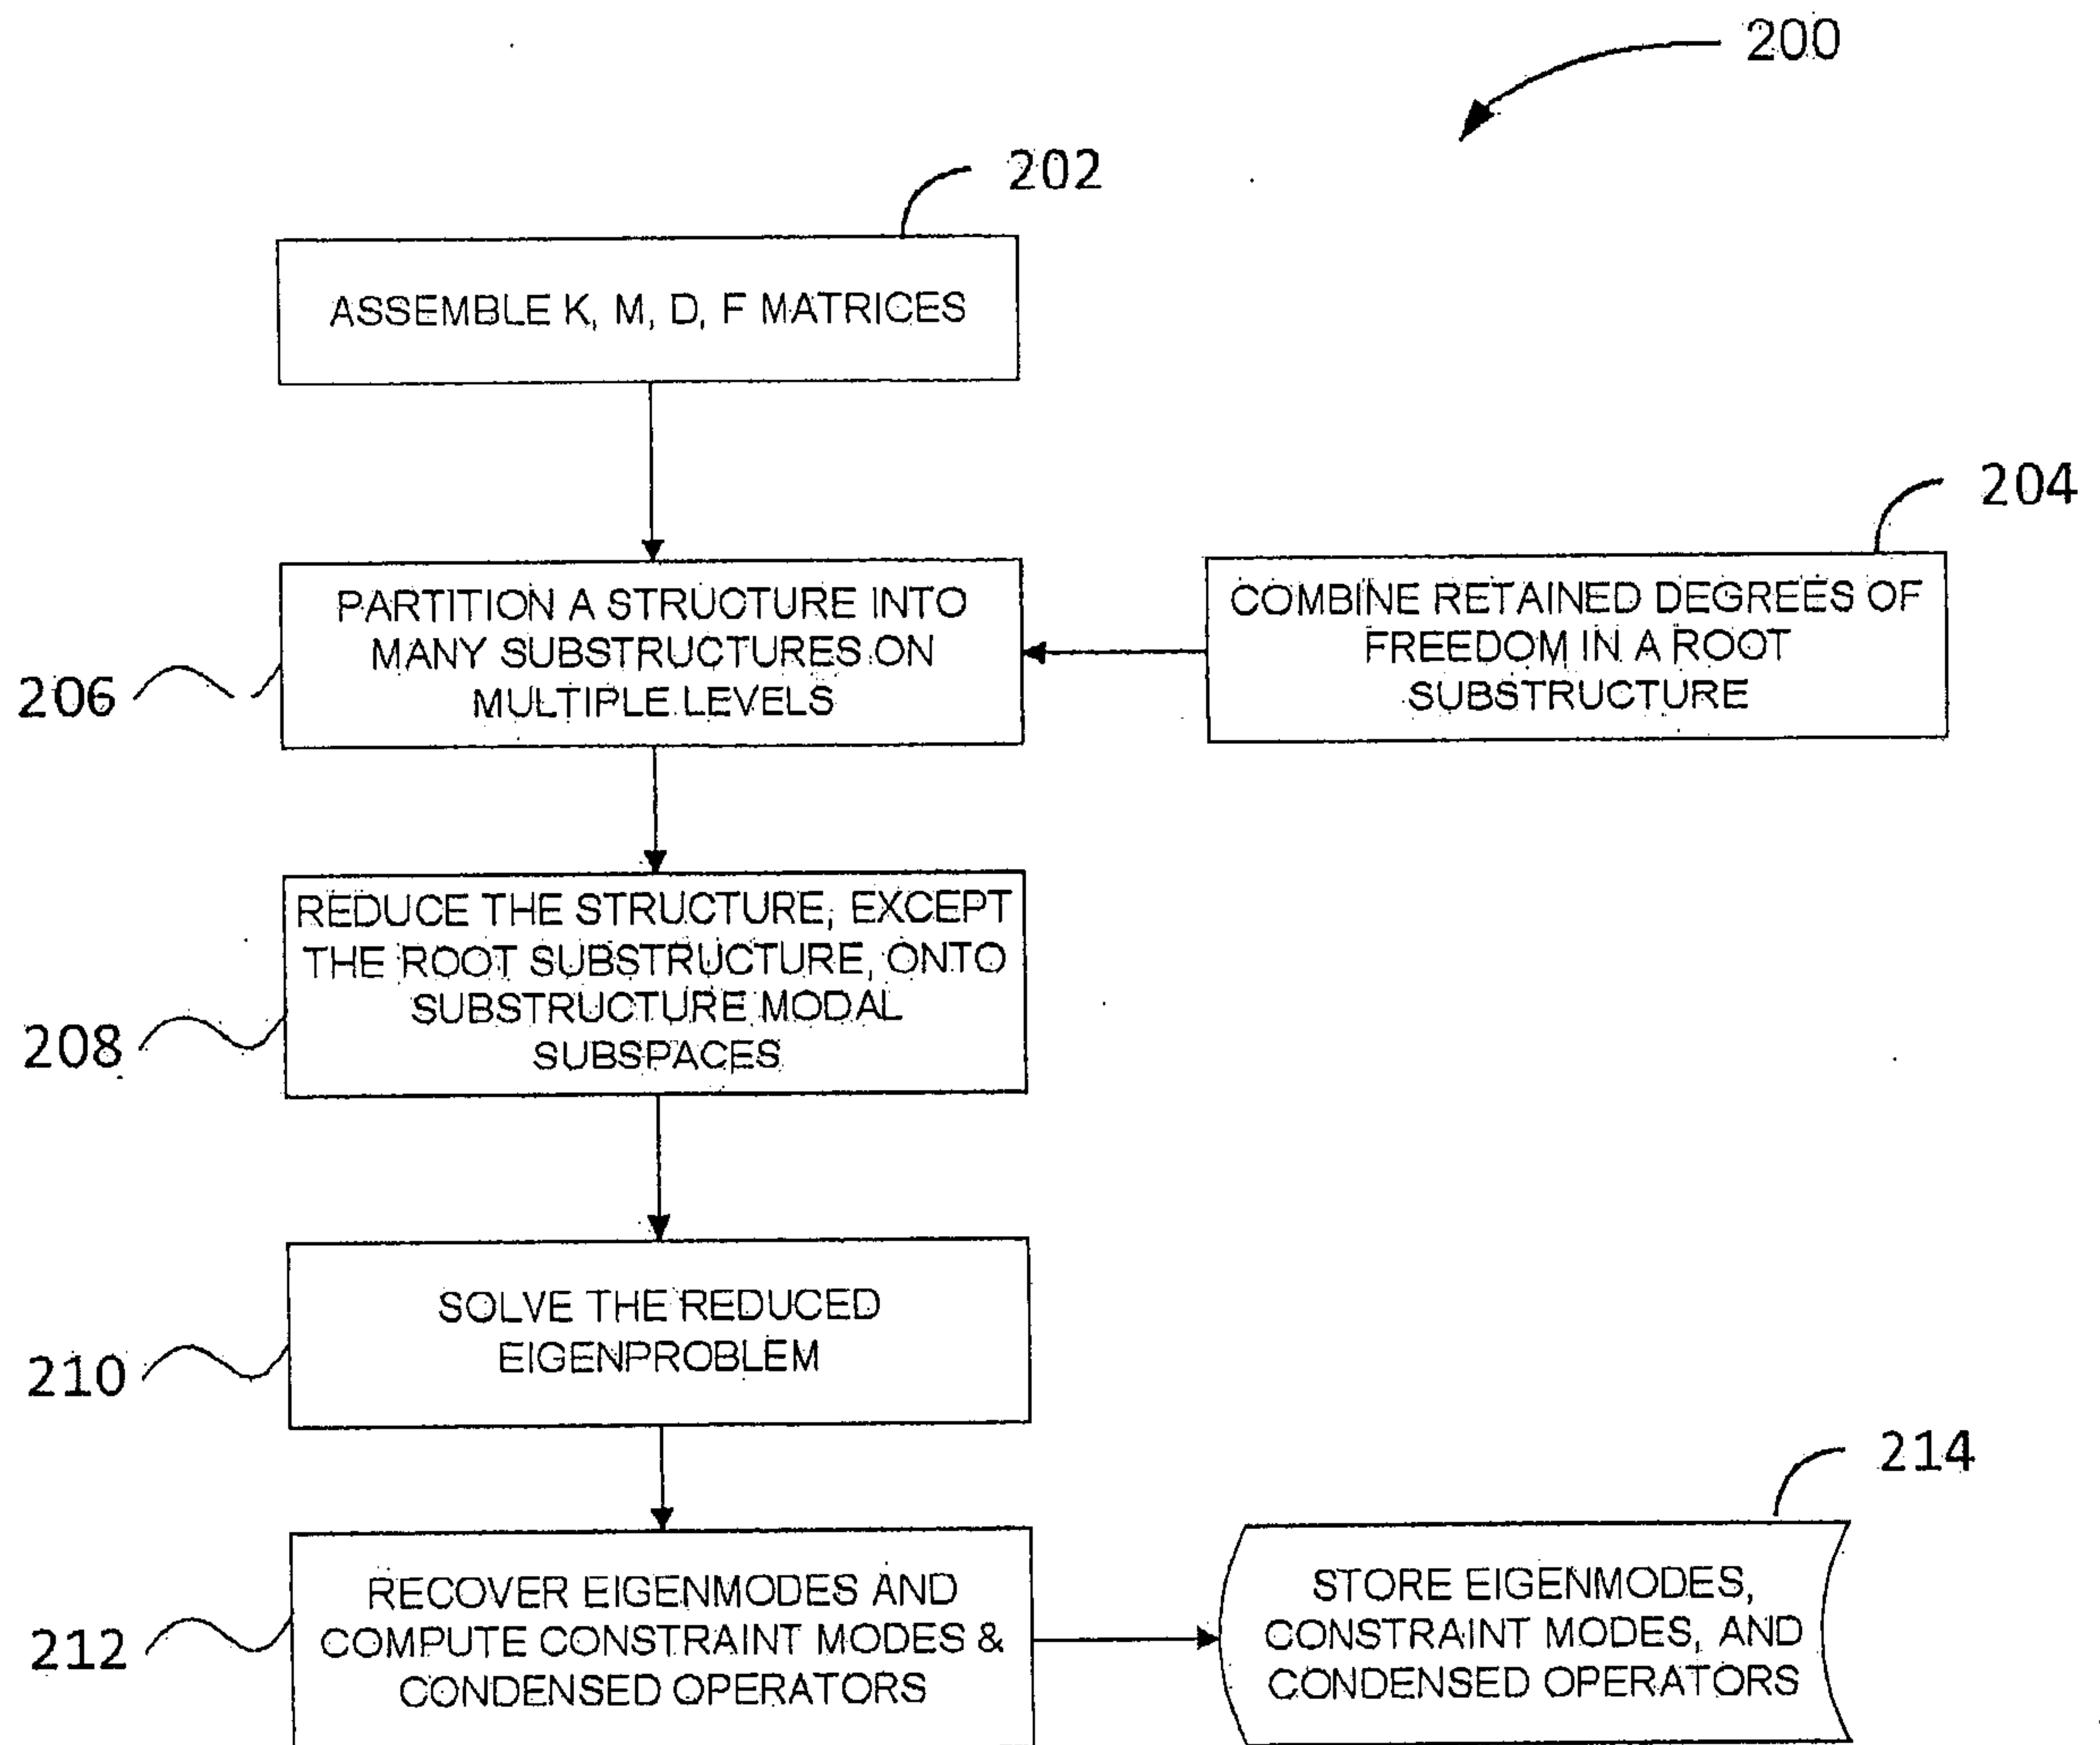 200
202
ASSEMBLE K, M, D, F MATRICES
204
PARTITION A STRUCTURE INTO
MANY SUBSTRUCTURES ON
MULTIPLE LEVELS
206
COMBINE RETAINED DEGREES OF
FREEDOM IN A ROOT
SUBSTRUCTURE
REDUCE THE STRUCTURE, EXCEPT
THE ROOT SUBSTRUCTURE, ONTO
SUBSTRUCTURE MODAL
SUBSPACES
208
SOLVE THE REDUCED
EIGENPROBLEM
210
214
RECOVER EIGENMODES AND
COMPUTE CONSTRAINT MODES &
CONDENSED OPERATORS
212
STORE EIGENMODES,
CONSTRAINT MODES, AND
CONDENSED OPERATORS